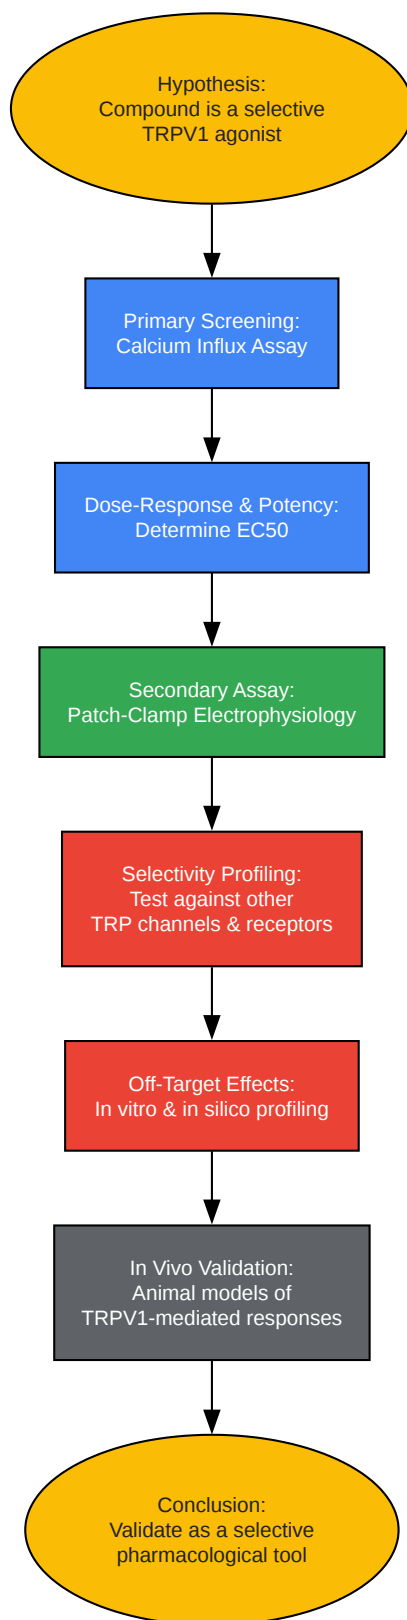 Hypothesis:
Compound is a selective
TRPV1 agonist
Primary Screening:
Calcium Influx Assay
Dose-Response & Potency:
Determine EC50
Secondary Assay:
Patch-Clamp Electrophysiology
Selectivity Profiling:
Test against other
TRP channels & receptors
Off-Target Effects:
In vitro & in silico profiling
In Vivo Validation:
Animal models of
TRPV1-mediated responses
Conclusion:
Validate as a selective
pharmacological tool